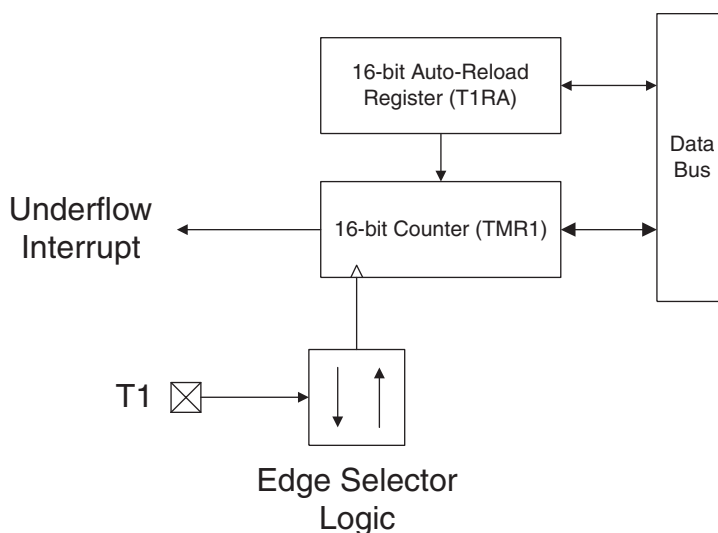 16-bit Auto-Reload
Register (T1RA)
Data
Bus
16-bit Counter (TMR1)
Underflow
Interrupt
T1
Edge Selector
Logic